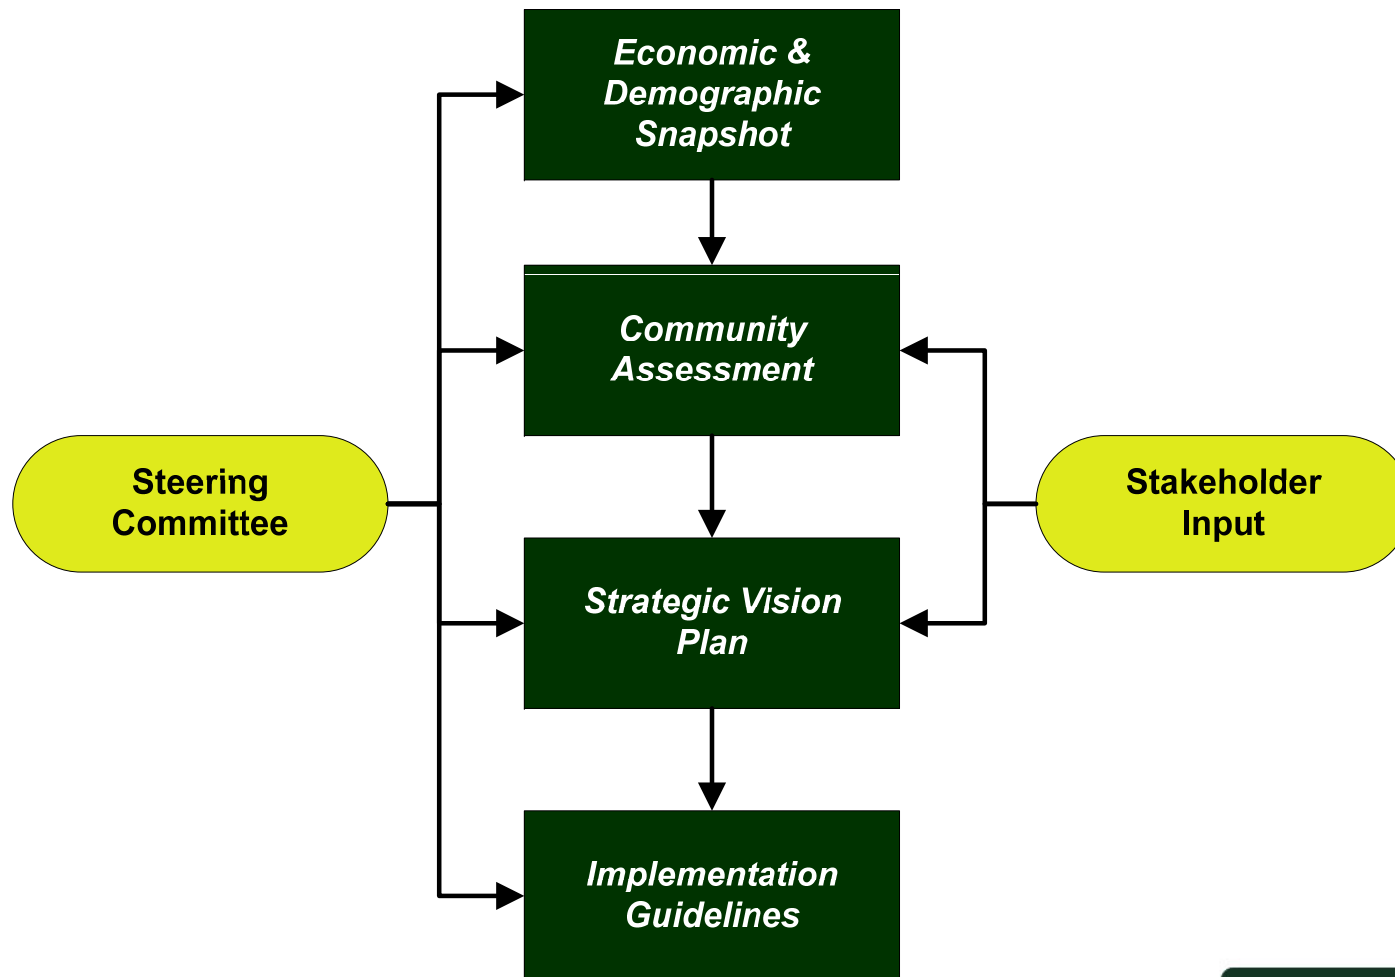 Economic &
Demographic
Snapshot
Community
Assessment
Steering
Committee
Stakeholder
Input
Strategic Vision
Plan
Implementation
Guidelines